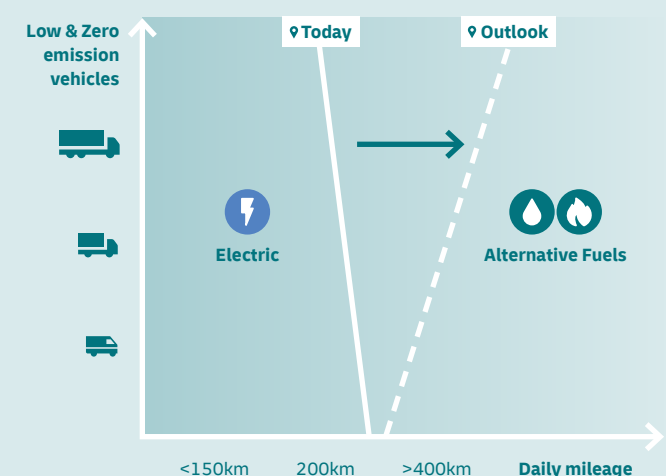 Low & Zero
emission
vehicles
Today
Outlook
Electric
Alternative Fuels
<150km
200km
>400km
Daily mileage